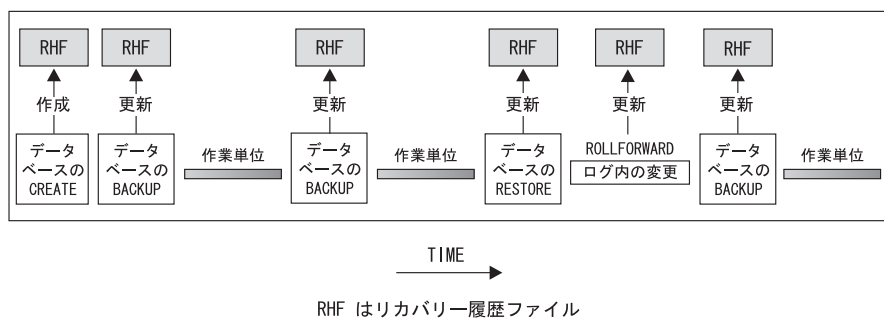 RHF
RHF
RHF
RHF
RHF
RHF
作成
更新
更新
更新
更新
更新
データ
ベースの
CREATE
データ
ベースの
BACKUP
作業単位
データ
ベースの
BACKUP
作業単位
データ
ベースの
RESTORE
ROLLFORWARD
ログ内の変更
データ
ベースの
BACKUP
作業単位
TIME
RHF はリカバリー履歴ファイル